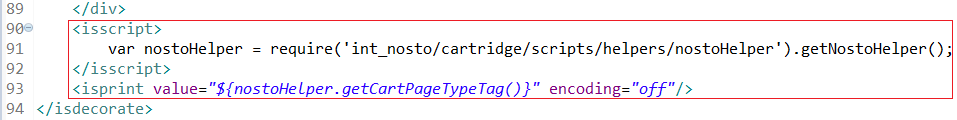 89 </div>
90 <isscript>
91 var nostoHelper = require('int_nosto/cartridge/scripts/helpers/nostoHelper').getNostoHelper();
92 </isscript>
93 <isprint value="${nostoHelper.getCartPageTypeTag()}" encoding="off"/>
94 </isdecorate>